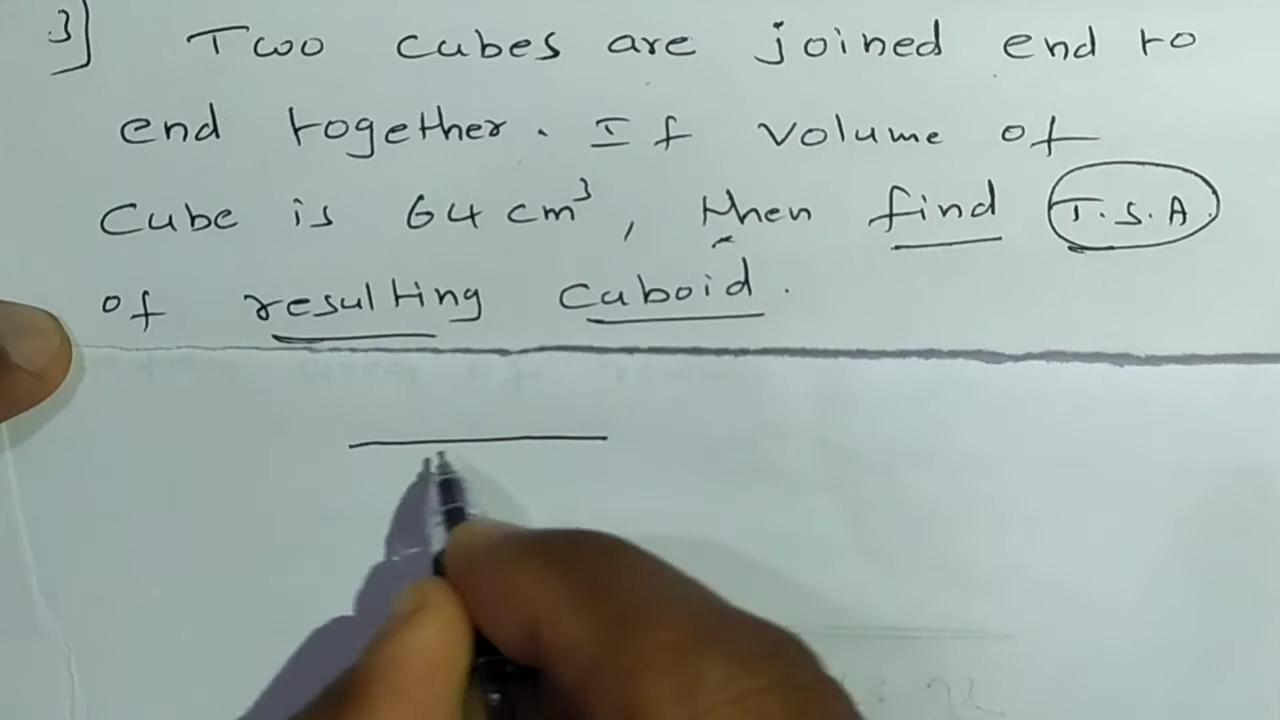 3] Two cubes are joined end to
end together. If volume of
Cube is 64 cm³, then find T.S.A.
of resulting Cuboid.